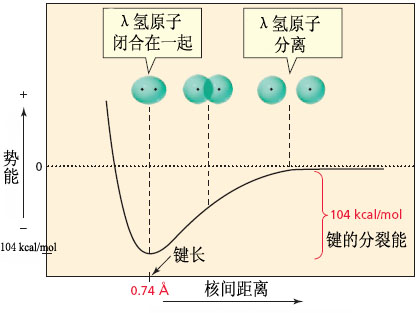 λ 氢原子
闭合在一起
λ 氢原子
分离
+
势能
0
−
104 kcal/mol
104 kcal/mol
键的分裂能
键长
0.74 Å
核间距离